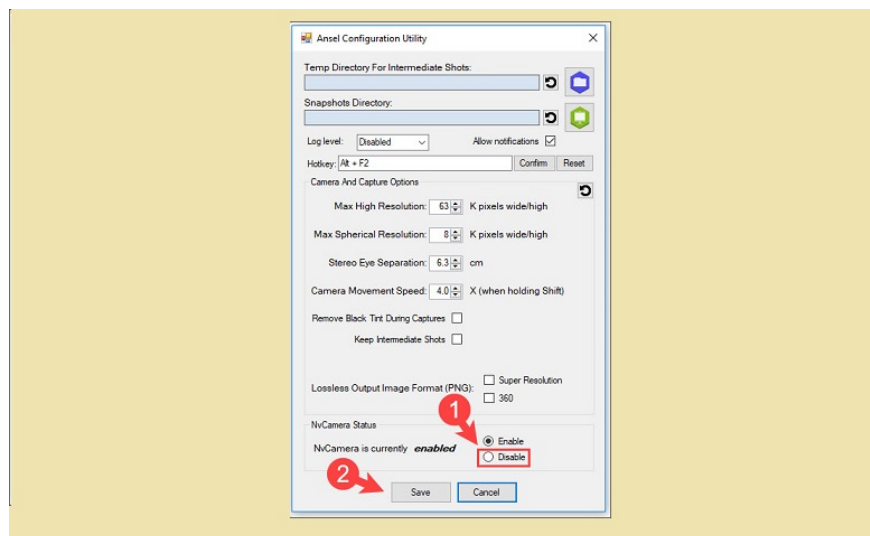 Ansel Configuration Utility
Temp Directory For Intermediate Shots:
Snapshots Directory:
Log level: Disabled Allow notifications
Hotkey: Alt + F2 Confirm Reset
Camera And Capture Options
Max High Resolution: 63 K pixels wide/high
Max Spherical Resolution: 8 K pixels wide/high
Stereo Eye Separation: 6.3 cm
Camera Movement Speed: 4.0 X (when holding Shift)
Remove Black Tint During Captures
Keep Intermediate Shots
Super Resolution
Lossless Output Image Format (PNG):
360
1
NvCamera Status
Enable
NvCamera is currently enabled
Disable
2
Save Cancel